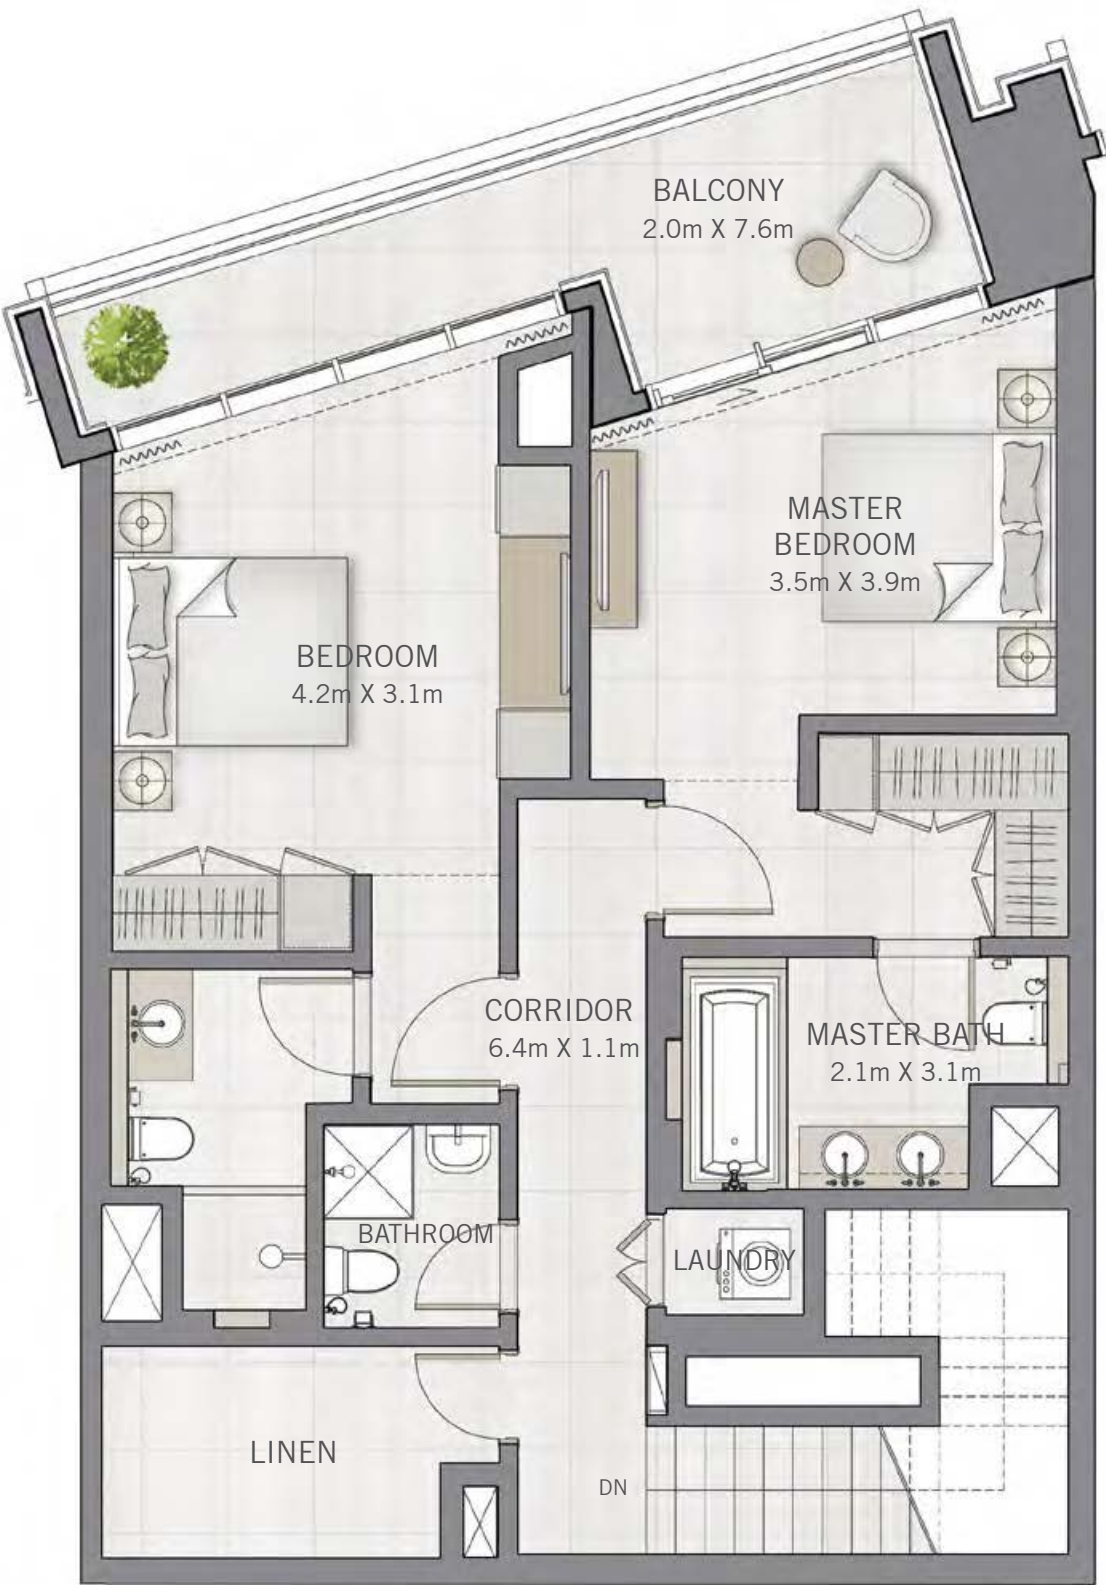 BALCONY
2.0m X 7.6m
MASTER
BEDROOM
3.5m X 3.9m
BEDROOM
4.2m X 3.1m
CORRIDOR
6.4m X 1.1m
MASTER BATH
2.1m X 3.1m
BATHROOM
LAUNDRY
LINEN
DN